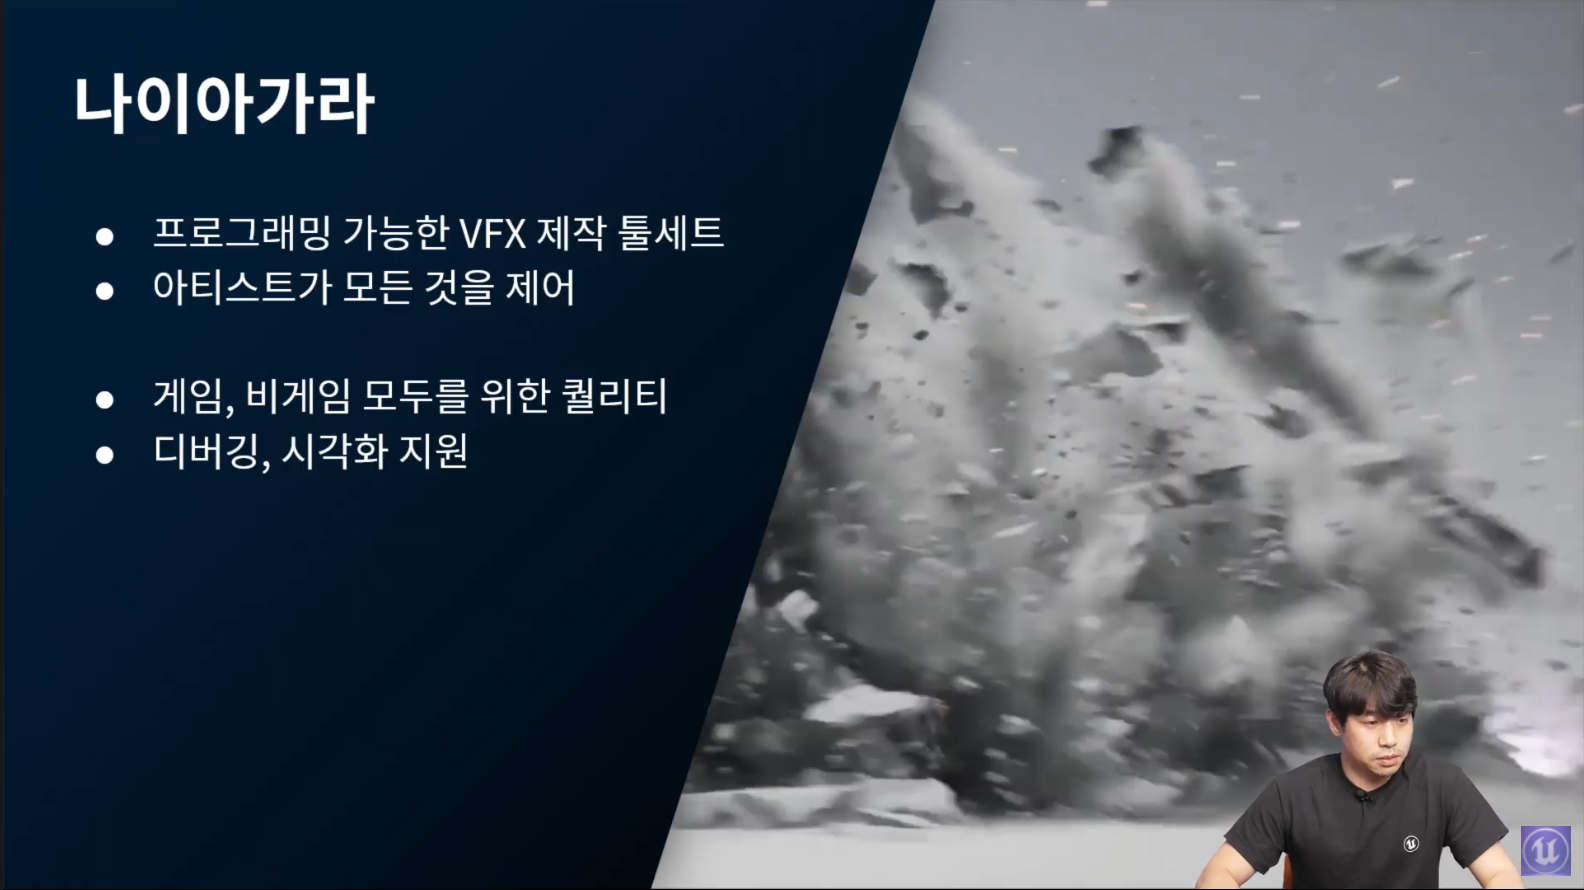 나이아가라
● 프로그래밍 가능한 VFX 제작 툴세트
● 아티스트가 모든 것을 제어
● 게임, 비게임 모두를 위한 퀄리티
● 디버깅, 시각화 지원